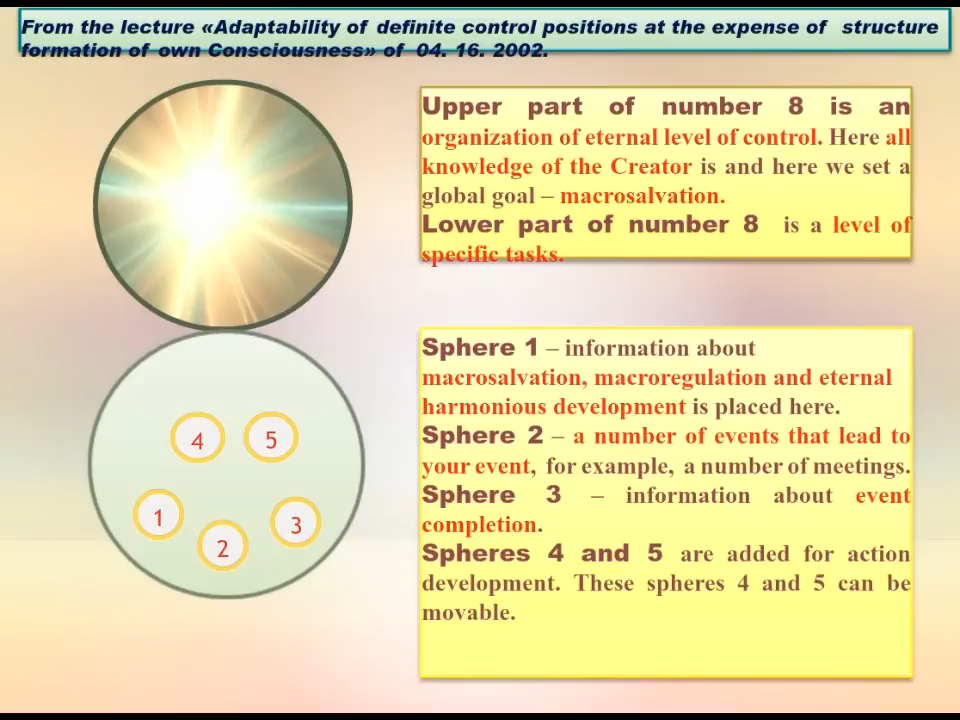 From the lecture «Adaptability of definite control positions at the expense of structure
formation of own Consciousness» of 04. 16. 2002.
Upper part of number 8 is an
organization of eternal level of control. Here all
knowledge of the Creator is and here we set a
global goal – macrosalvation.
Lower part of number 8 is a level of
specific tasks.
4 5
1 2 3
Sphere 1 – information about
macrosalvation, macroregulation and eternal
harmonious development is placed here.
Sphere 2 – a number of events that lead to
your event, for example, a number of meetings.
Sphere 3 – information about event
completion.
Spheres 4 and 5 are added for action
development. These spheres 4 and 5 can be
movable.